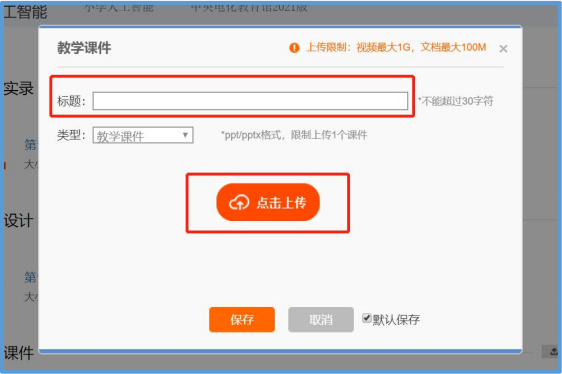 工智能
小学人工智能 中央电化教育馆2021版
教学课件
上传限制：视频最大1G，文档最大100M ×
实录
标题：
*不能超过30字符
类型： 教学课件 ▼ *ppt/pptx格式，限制上传1个课件
第
大小
点击上传
设计
第
大小
保存 取消 默认保存
课件